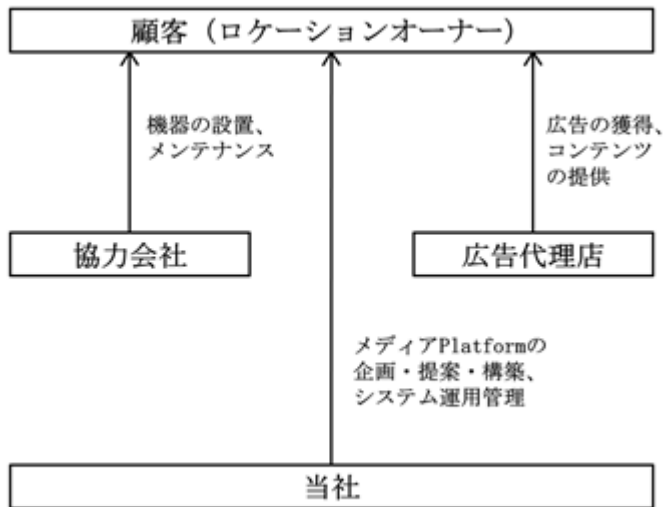 顧客（ロケーションオーナー）
機器の設置、
メンテナンス
広告の獲得、
コンテンツ
の提供
協力会社
広告代理店
メディアPlatformの
企画・提案・構築、
システム運用管理
当社